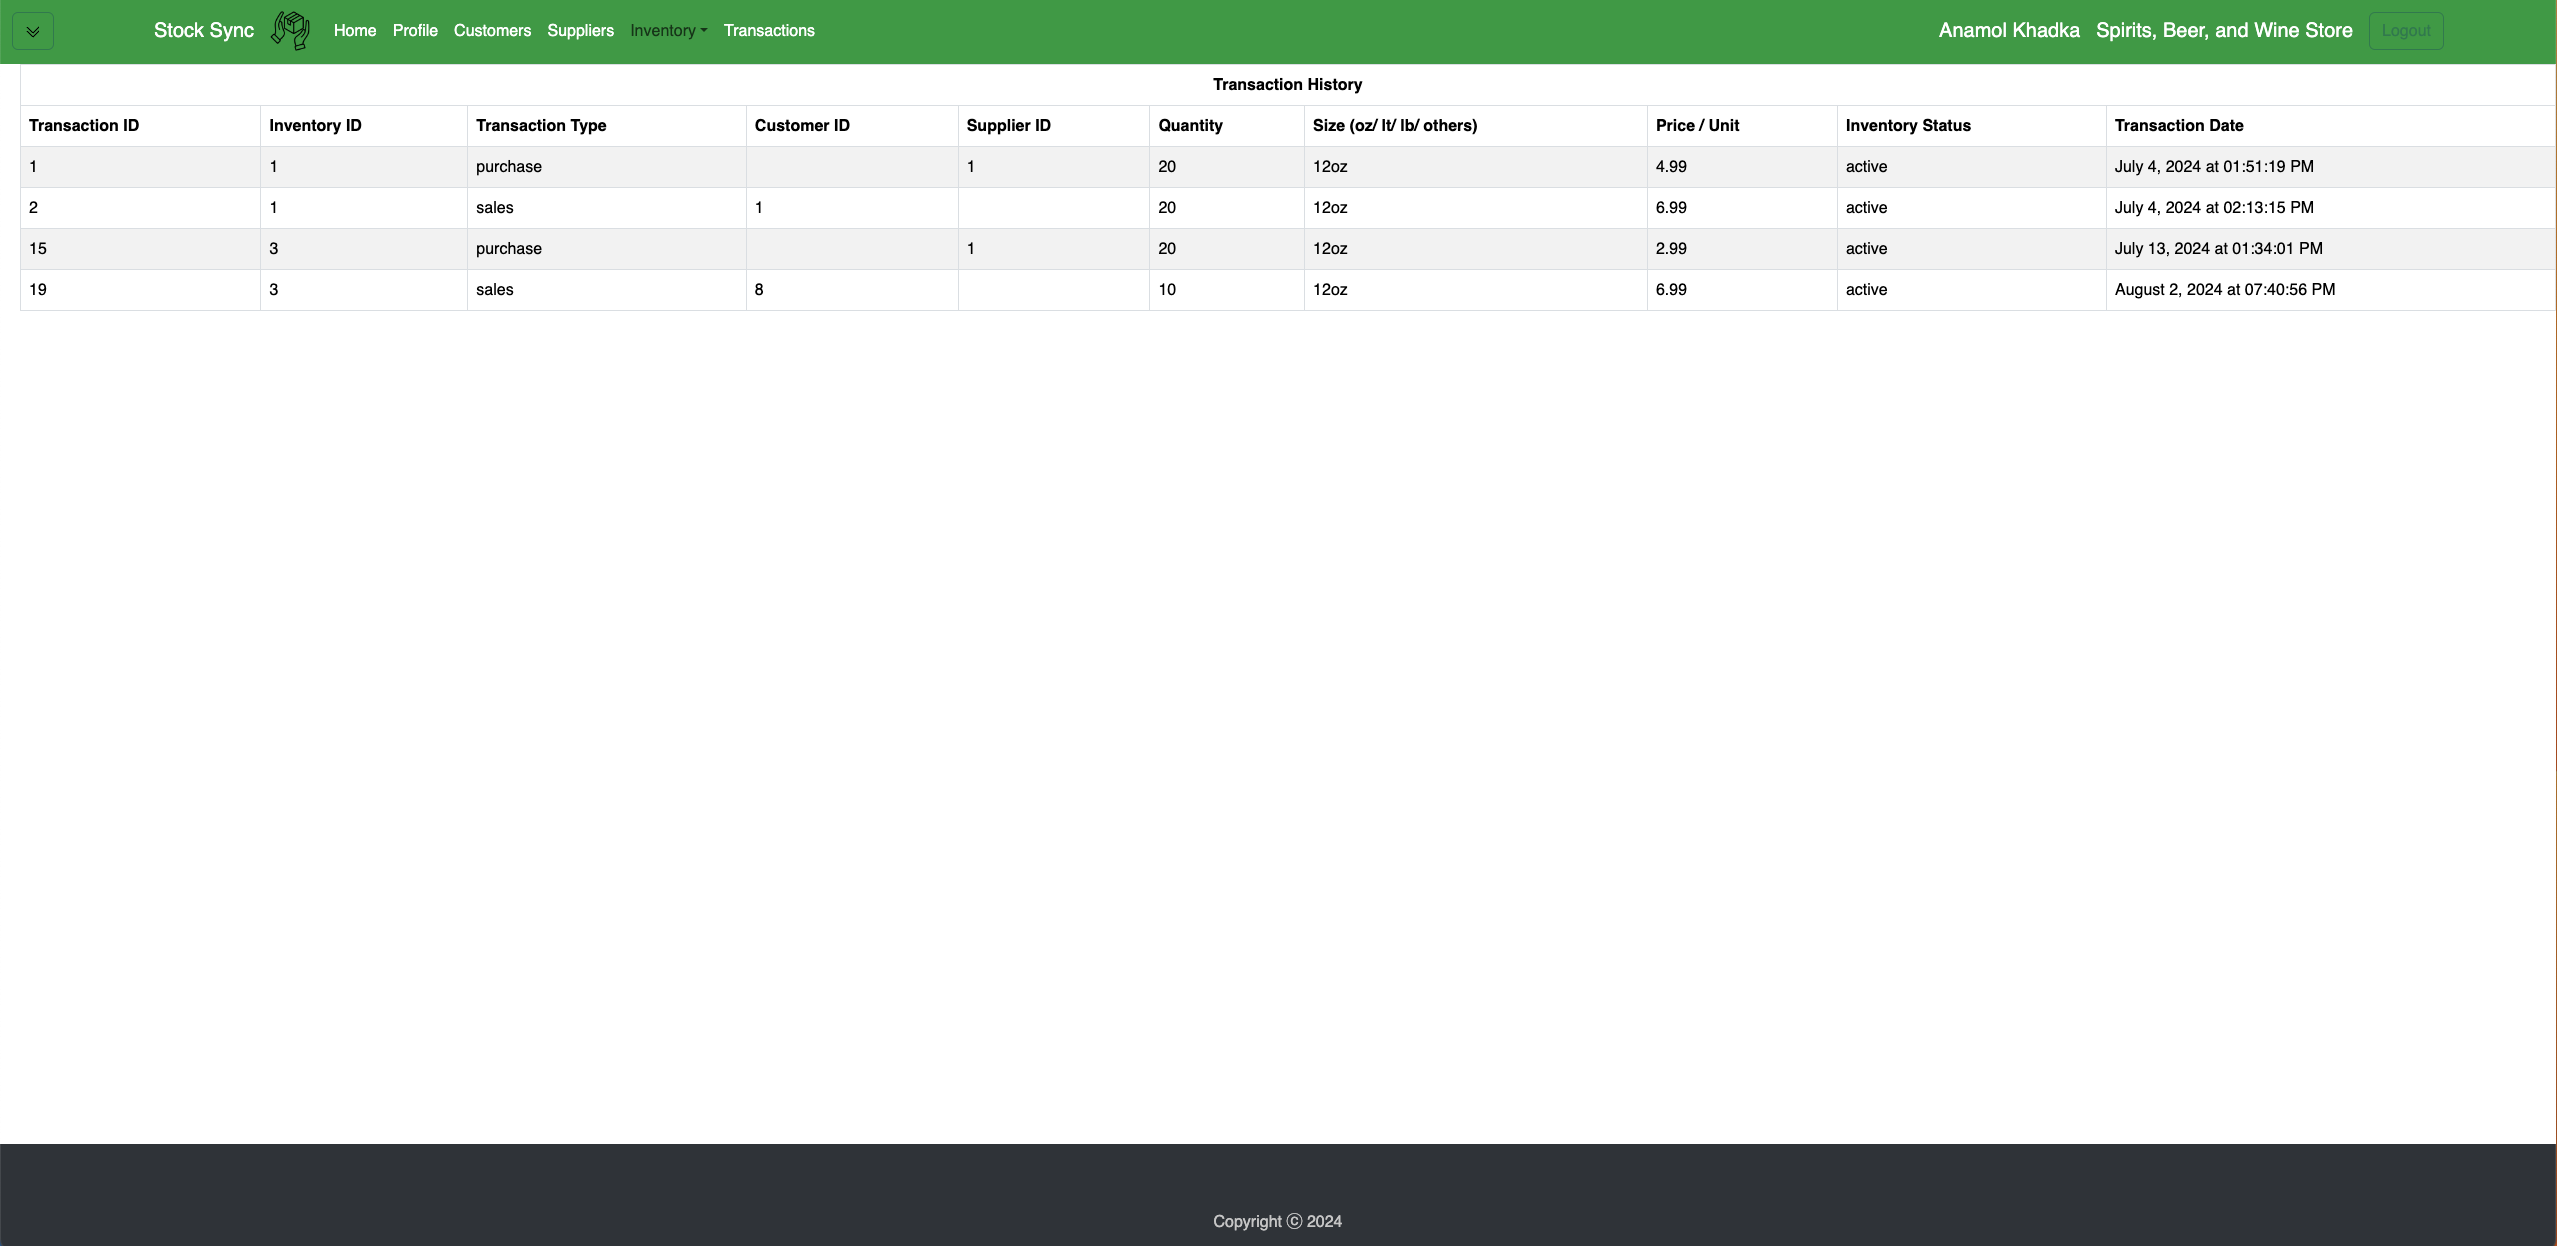 Stock Sync Home Profile Customers Suppliers Inventory Transactions Anamol Khadka Spirits, Beer, and Wine Store Logout
Transaction History
Transaction ID Inventory ID Transaction Type Customer ID Supplier ID Quantity Size (oz/ lt/ lb/ others) Price / Unit Inventory Status Transaction Date
1 1 purchase 1 20 12oz 4.99 active July 4, 2024 at 01:51:19 PM
2 1 sales 1 20 12oz 6.99 active July 4, 2024 at 02:13:15 PM
15 3 purchase 1 20 12oz 2.99 active July 13, 2024 at 01:34:01 PM
19 3 sales 8 10 12oz 6.99 active August 2, 2024 at 07:40:56 PM
Copyright © 2024